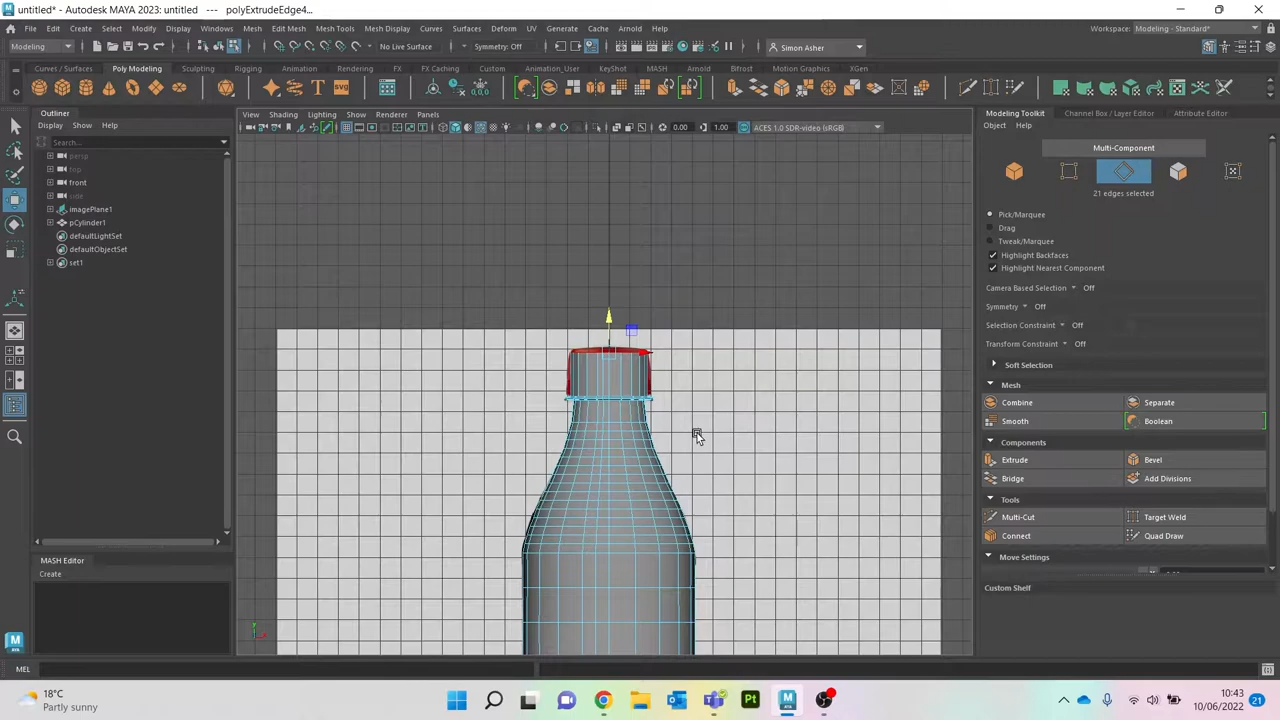 untitled* - Autodesk MAYA 2023: untitled   ---   polyExtrudeEdge4...
File Edit Create Select Modify Display Windows Mesh Edit Mesh Mesh Tools Mesh Display Curves Surfaces Deform UV Generate Cache Arnold Help
Workspace: Modeling - Standard*
Modeling No Live Surface Symmetry: Off Simon Asher
Curves / Surfaces Poly Modeling Sculpting Rigging Animation Rendering FX FX Caching Custom Animation_User KeyShot MASH Arnold Bifrost Motion Graphics XGen
Outliner
Display Show Help
Search...
persp
top
front
side
imagePlane1
pCylinder1
defaultLightSet
defaultObjectSet
set1
MASH Editor
Create
View Shading Lighting Show Renderer Panels
0.00 1.00 ACES 1.0 SDR-video (sRGB)
Modeling Toolkit Channel Box / Layer Editor Attribute Editor
Object Help
Multi-Component
21 edges selected
Pick/Marquee
Drag
Tweak/Marquee
Highlight Backfaces
Highlight Nearest Component
Camera Based Selection Off
Symmetry Off
Selection Constraint Off
Transform Constraint Off
Soft Selection
Mesh
Combine Separate
Smooth Boolean
Components
Extrude Bevel
Bridge Add Divisions
Tools
Multi-Cut Target Weld
Connect Quad Draw
Move Settings
Custom Shelf
MEL
18°C
Partly sunny
10:43
10/06/2022
21